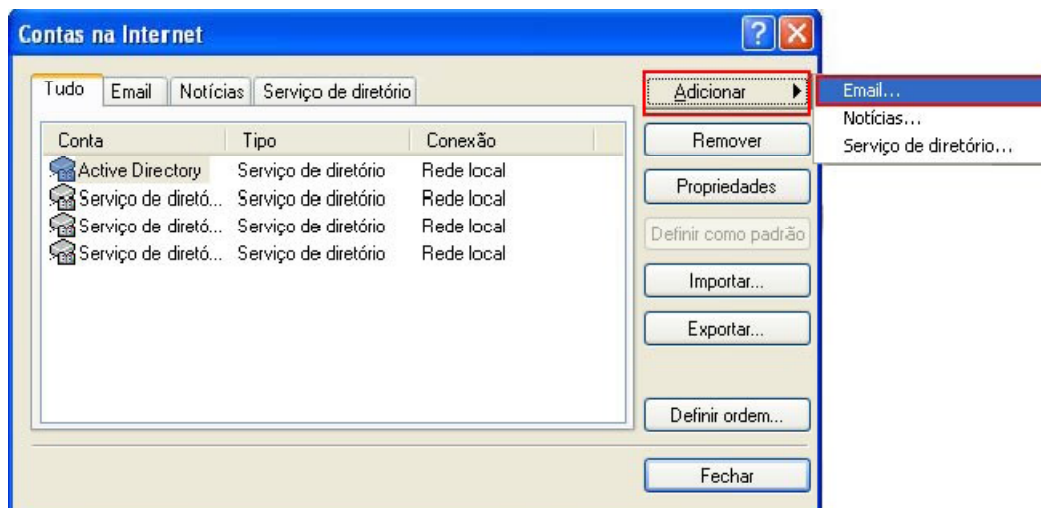 Contas na Internet
Tudo Email Notícias Serviço de diretório
Adicionar
Email...
Notícias...
Serviço de diretório...
Conta Tipo Conexão
Active Directory Serviço de diretório Rede local
Serviço de diretó... Serviço de diretório Rede local
Serviço de diretó... Serviço de diretório Rede local
Serviço de diretó... Serviço de diretório Rede local
Remover
Propriedades
Definir como padrão
Importar...
Exportar...
Definir ordem...
Fechar